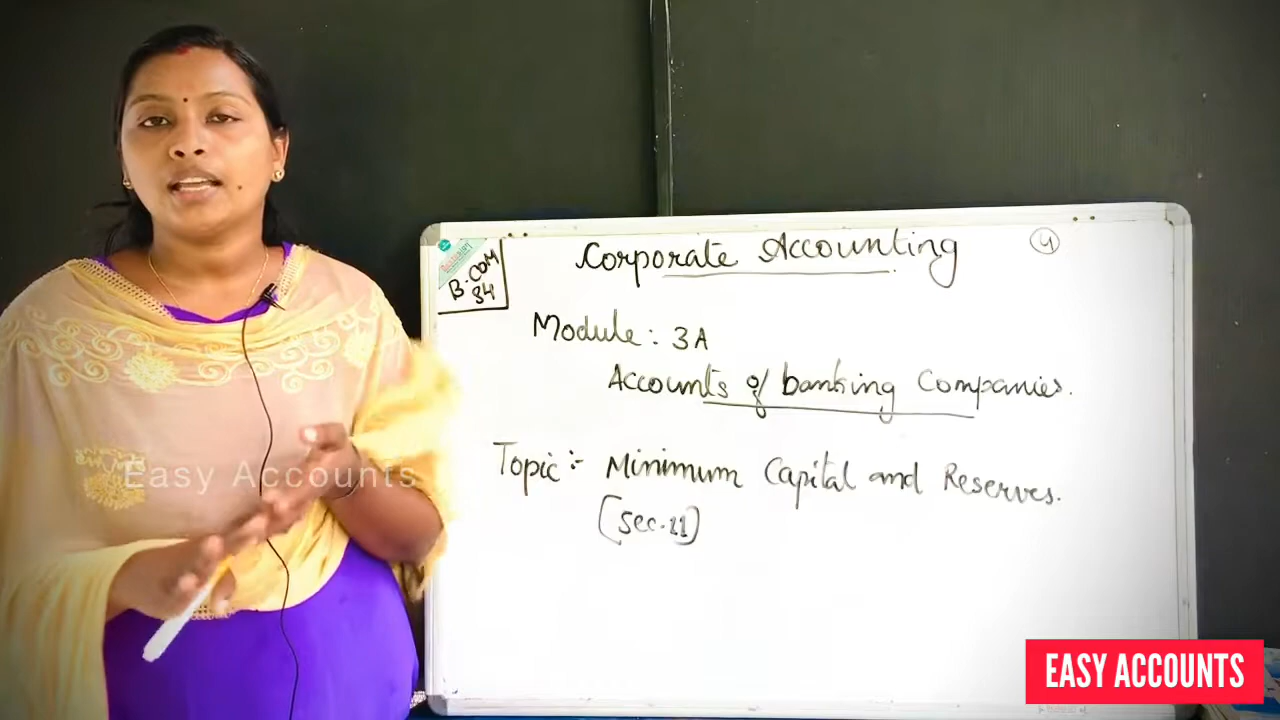 Corporate Accounting
4
B.COM
S4
Module : 3A
Accounts of banking Companies.
Topic :- Minimum Capital and Reserves.
(Sec.11)
Easy Accounts
EASY ACCOUNTS